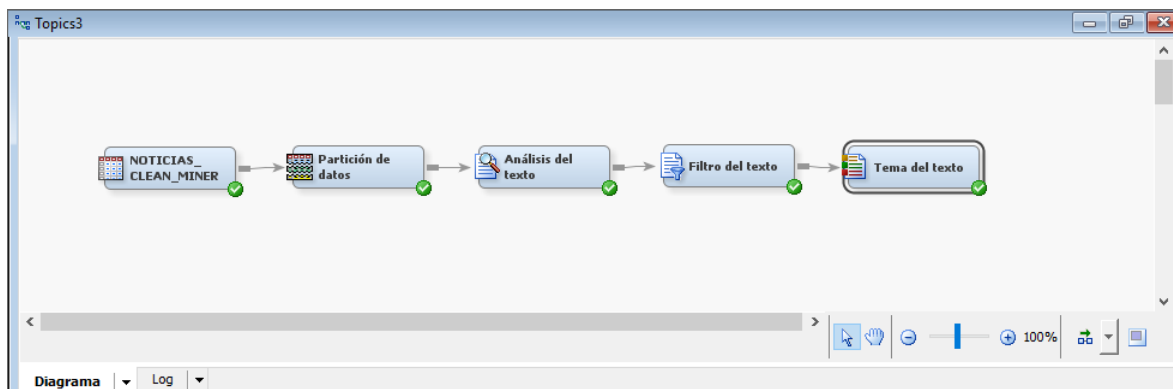 Topics3
NOTICIAS_
CLEAN_MINER
Partición de
datos
Análisis del
texto
Filtro del texto
Tema del texto
100%
Diagrama
Log